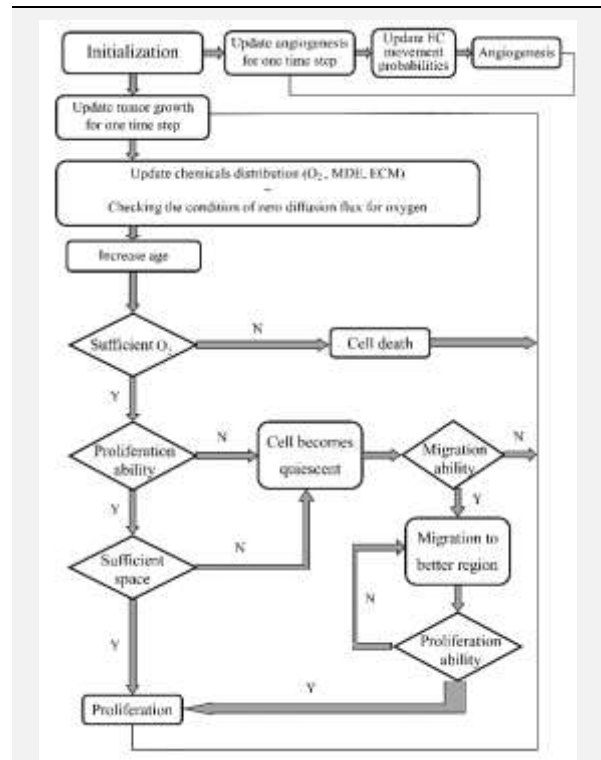 Initialization
Update angiogenesis
for one time step
Update EC
movement
probabilities
Angiogenesis
Update tumor growth
for one time step
Update chemicals distribution (O2, MDE, ECM)
Checking the condition of zero diffusion flux for oxygen
Increase age
Sufficient O2
N
Cell death
Y
Proliferation
ability
N
Cell becomes
quiescent
Migration
ability
N
Y
Y
Sufficient
space
N
Migration to
better region
N
Y
Proliferation
ability
Y
Proliferation